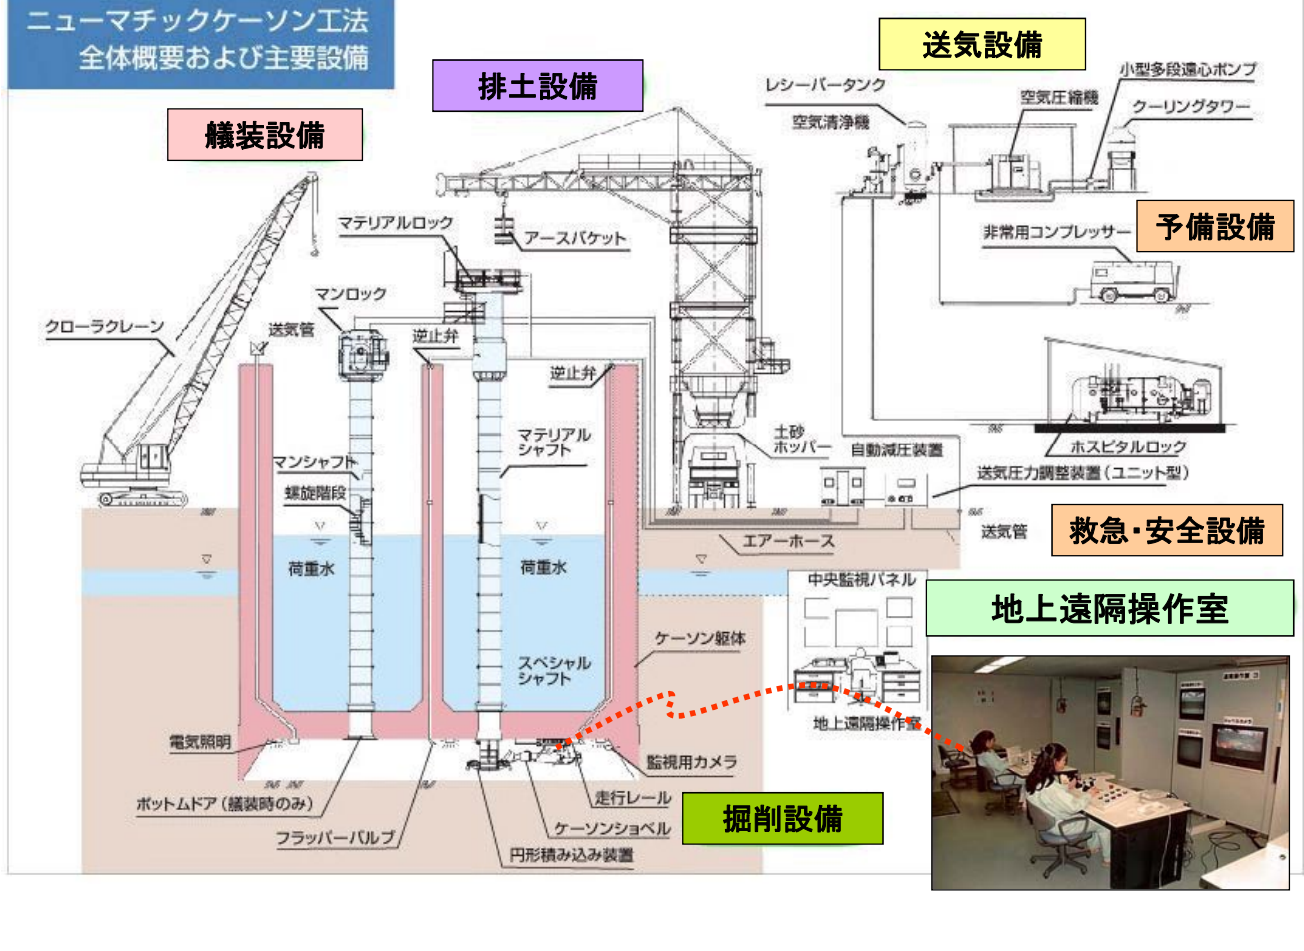 ニューマチックケーソン工法
全体概要および主要設備
送気設備
排土設備
艤装設備
レシーバータンク
小型多段遠心ポンプ
空気圧縮機
クーリングタワー
空気清浄機
予備設備
非常用コンプレッサー
マテリアルロック
アースバケット
マンロック
クローラクレーン
送気管
逆止弁
逆止弁
マテリアル
シャフト
土砂
ホッパー
自動減圧装置
ホスピタルロック
送気圧力調整装置(ユニット型)
マンシャフト
螺旋階段
エアーホース
送気管
救急・安全設備
荷重水
荷重水
中央監視パネル
地上遠隔操作室
ケーソン躯体
スペシャル
シャフト
地上遠隔操作室
電気照明
監視用カメラ
ボットムドア(艤装時のみ)
走行レール
掘削設備
フラッパーバルブ
ケーソンショベル
円形積み込み装置